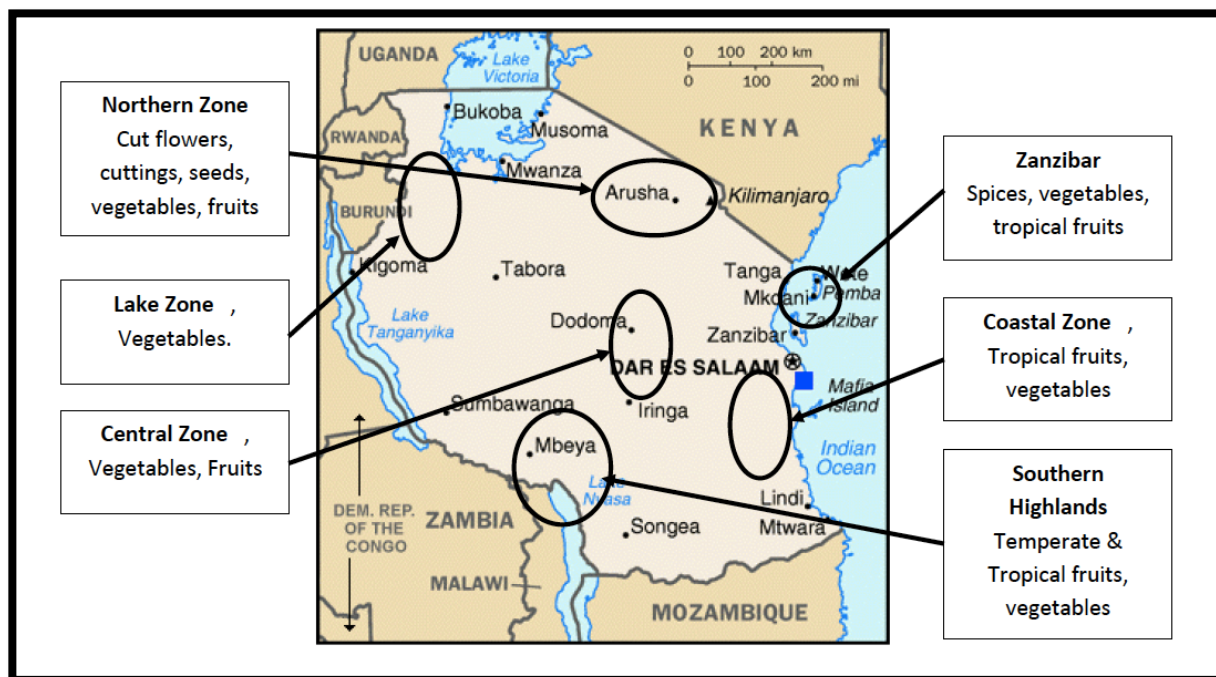 Northern Zone
Cut flowers,
cuttings, seeds,
vegetables, fruits
Lake Zone ,
Vegetables.
Central Zone ,
Vegetables, Fruits
UGANDA
Lake
Victoria
0 100 200 km
0 100 200 mi
Bukoba
Musoma
KENYA
RWANDA
Mwanza
Arusha
Kilimanjaro
BURUNDI
Kigoma
Tabora
Tanga
Wete
Mkoani
Pemba
Lake
Tanganyika
Dodoma
Zanzibar
Zanzibar
DAR ES SALAAM
Mafia
Island
Sumbawanga
Iringa
Mbeya
Indian
Ocean
Lake
Nyasa
Lindi
DEM. REP.
OF THE
CONGO
ZAMBIA
Songea
Mtwara
MALAWI
MOZAMBIQUE
Zanzibar
Spices, vegetables,
tropical fruits
Coastal Zone ,
Tropical fruits,
vegetables
Southern
Highlands
Temperate &
Tropical fruits,
vegetables